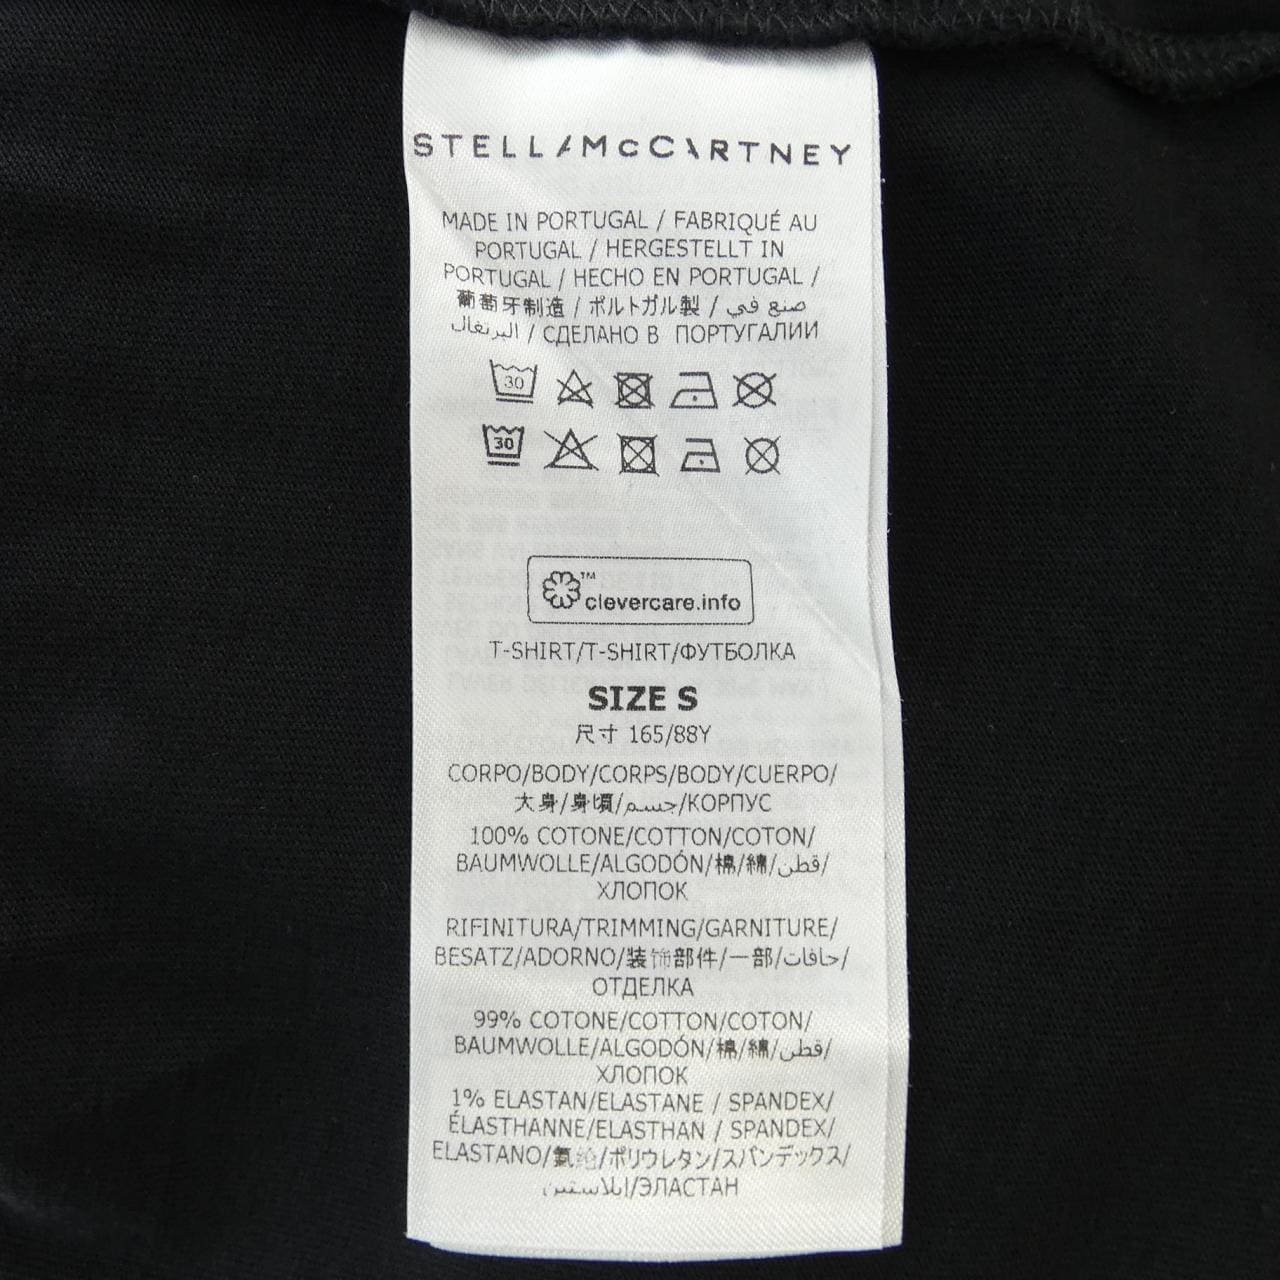 STELLAMcCARTNEY
MADE IN PORTUGAL / FABRIQUÉ AU
PORTUGAL / HERGESTELLT IN
PORTUGAL / HECHO EN PORTUGAL /
葡萄牙制造 / ポルトガル製 / صنع في
البرتغال / СДЕЛАНО В ПОРТУГАЛИИ
30
30
™
clevercare.info
T-SHIRT/T-SHIRT/ФУТБОЛКА
SIZE S
尺寸 165/88Y
CORPO/BODY/CORPS/BODY/CUERPO/
大身/身頃/جسم/КОРПУС
100% COTONE/COTTON/COTON/
BAUMWOLLE/ALGODÓN/棉/綿/قطن/
ХЛОПОК
RIFINITURA/TRIMMING/GARNITURE/
BESATZ/ADORNO/装饰部件/一部/حافات/
ОТДЕЛКА
99% COTONE/COTTON/COTON/
BAUMWOLLE/ALGODÓN/棉/綿/قطن/
ХЛОПОК
1% ELASTAN/ELASTANE / SPANDEX/
ÉLASTHANNE/ELASTHAN / SPANDEX/
ELASTANO/氨纶/ポリウレタン/スパンデックス/
إيلاستين/ЭЛАСТАН